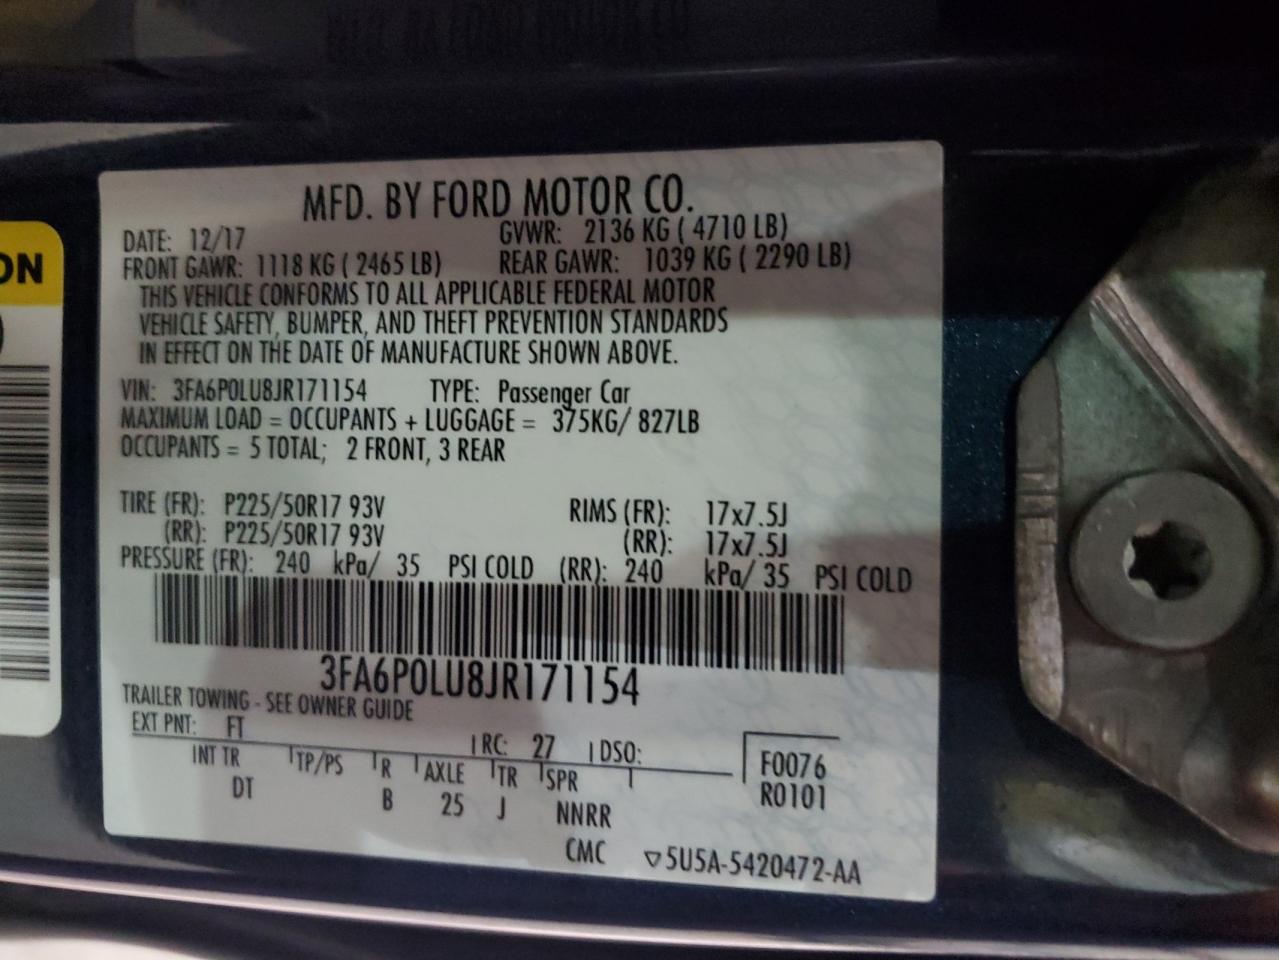 MFD. BY FORD MOTOR CO.
DATE: 12/17 GVWR: 2136 KG ( 4710 LB)
FRONT GAWR: 1118 KG ( 2465 LB) REAR GAWR: 1039 KG ( 2290 LB)
THIS VEHICLE CONFORMS TO ALL APPLICABLE FEDERAL MOTOR
VEHICLE SAFETY, BUMPER, AND THEFT PREVENTION STANDARDS
IN EFFECT ON THE DATE OF MANUFACTURE SHOWN ABOVE.
VIN: 3FA6P0LU8JR171154 TYPE: Passenger Car
MAXIMUM LOAD = OCCUPANTS + LUGGAGE = 375KG/ 827LB
OCCUPANTS = 5 TOTAL; 2 FRONT, 3 REAR
TIRE (FR): P225/50R17 93V RIMS (FR): 17x7.5J
(RR): P225/50R17 93V (RR): 17x7.5J
PRESSURE (FR): 240 kPa/ 35 PSI COLD (RR): 240 kPa/ 35 PSI COLD
3FA6P0LU8JR171154
TRAILER TOWING - SEE OWNER GUIDE
EXT PNT: FT RC: 27 DSO:
INT TR TP/PS R AXLE TR SPR F0076
DT B 25 J NNRR R0101
CMC ▽5U5A-5420472-AA
ON